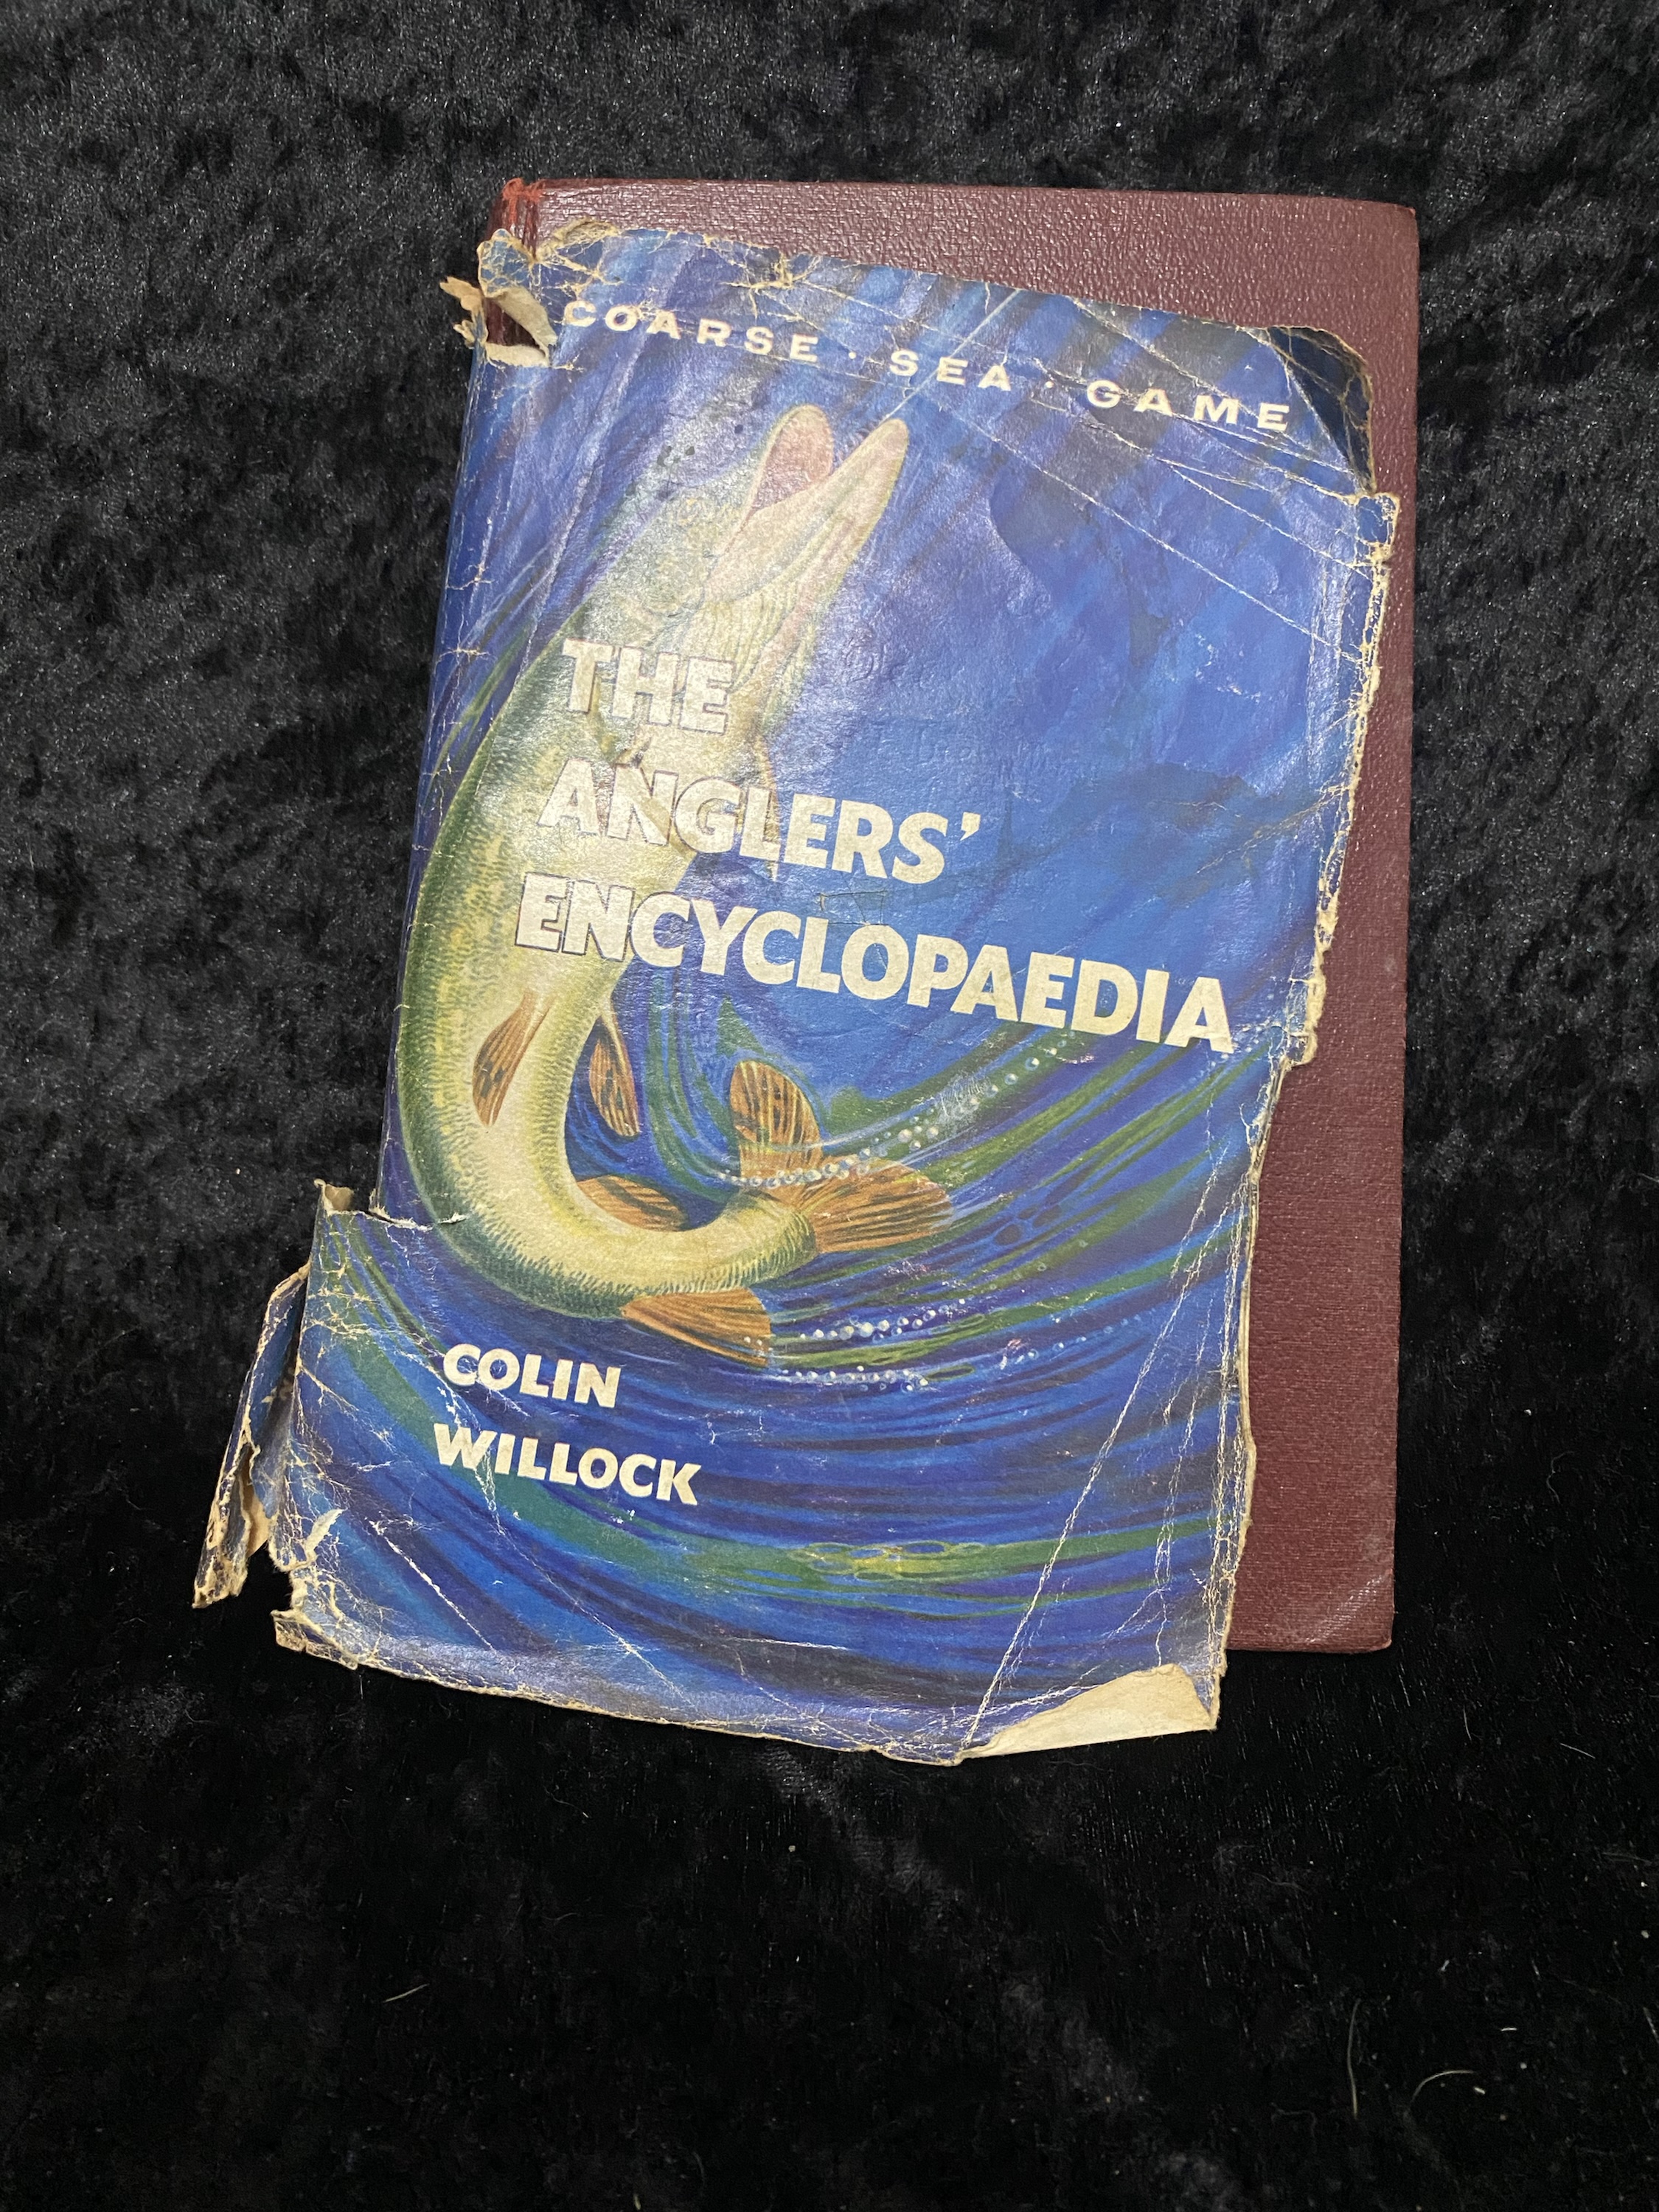 COARSE · SEA · GAME
THE
ANGLERS'
ENCYCLOPAEDIA
COLIN
WILLOCK